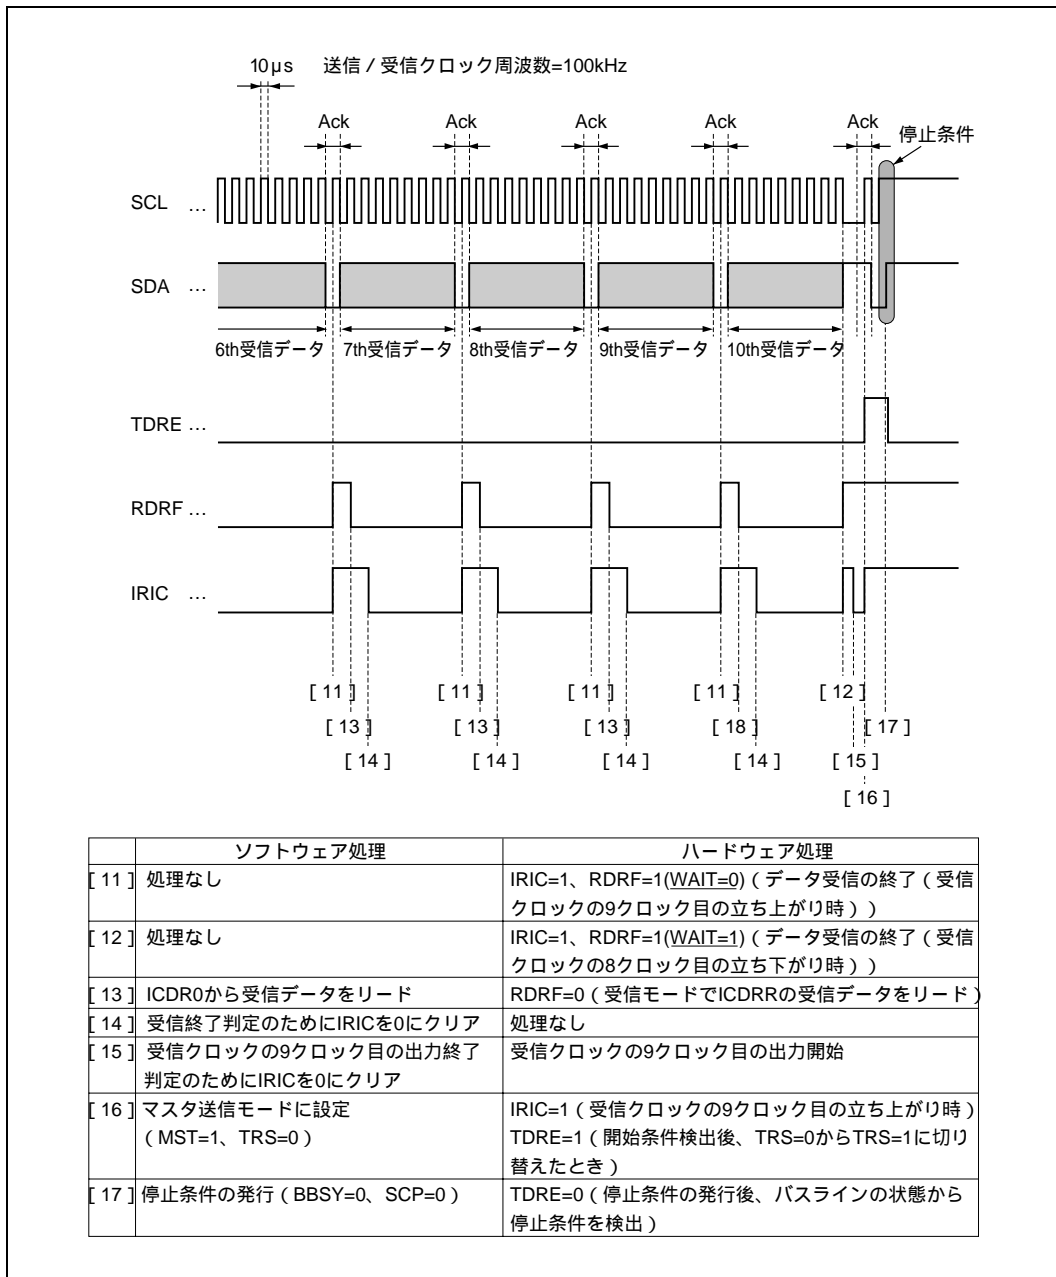 10μs 送信／受信クロック周波数=100kHz
Ack Ack Ack Ack Ack
停止条件
SCL …
SDA …
6th受信データ 7th受信データ 8th受信データ 9th受信データ 10th受信データ
TDRE …
RDRF …
IRIC …
[ 11 ] [ 11 ] [ 11 ] [ 11 ] [ 12 ]
[ 13 ] [ 13 ] [ 13 ] [ 18 ] [ 17 ]
[ 14 ] [ 14 ] [ 14 ] [ 14 ] [ 15 ]
[ 16 ]
ソフトウェア処理 ハードウェア処理
[ 11 ] 処理なし IRIC=1、RDRF=1(WAIT=0)（データ受信の終了（受信
クロックの9クロック目の立ち上がり時））
[ 12 ] 処理なし IRIC=1、RDRF=1(WAIT=1)（データ受信の終了（受信
クロックの8クロック目の立ち下がり時））
[ 13 ] ICDR0から受信データをリード RDRF=0（受信モードでICDRRの受信データをリード）
[ 14 ] 受信終了判定のためにIRICを0にクリア 処理なし
[ 15 ] 受信クロックの9クロック目の出力終了 受信クロックの9クロック目の出力開始
判定のためにIRICを0にクリア
[ 16 ] マスタ送信モードに設定 IRIC=1（受信クロックの9クロック目の立ち上がり時）
（MST=1、TRS=0） TDRE=1（開始条件検出後、TRS=0からTRS=1に切り
替えたとき）
[ 17 ] 停止条件の発行（BBSY=0、SCP=0） TDRE=0（停止条件の発行後、バスラインの状態から
停止条件を検出）